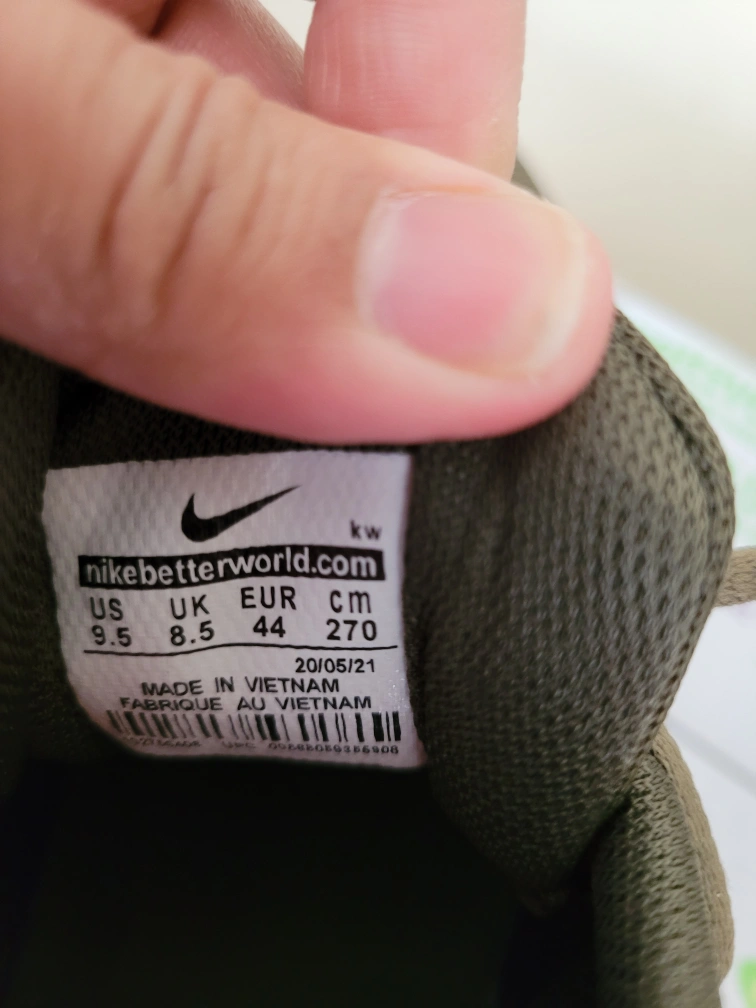 kw
nikebetterworld.com
US UK EUR cm
9.5 8.5 44 270
20/05/21
MADE IN VIETNAM
FABRIQUE AU VIETNAM
UPC